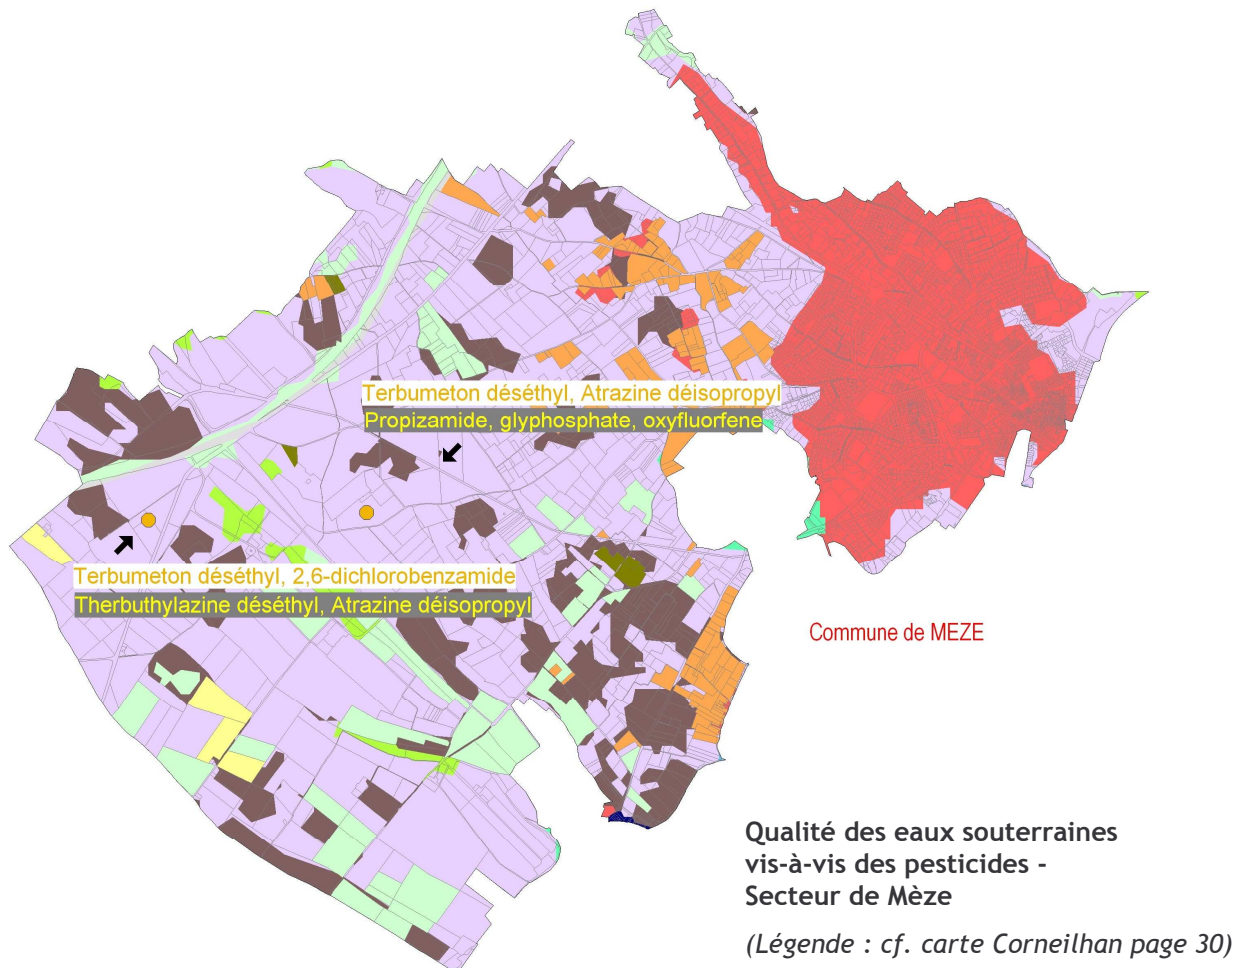 Terbumeton déséthyl, Atrazine déisopropyl
Propizamide, glyphosphate, oxyfluorfene
Terbumeton déséthyl, 2,6-dichlorobenzamide
Therbuthylazine déséthyl, Atrazine déisopropyl
Commune de MEZE
Qualité des eaux souterraines
vis-à-vis des pesticides -
Secteur de Mèze
(Légende : cf. carte Corneilhan page 30)